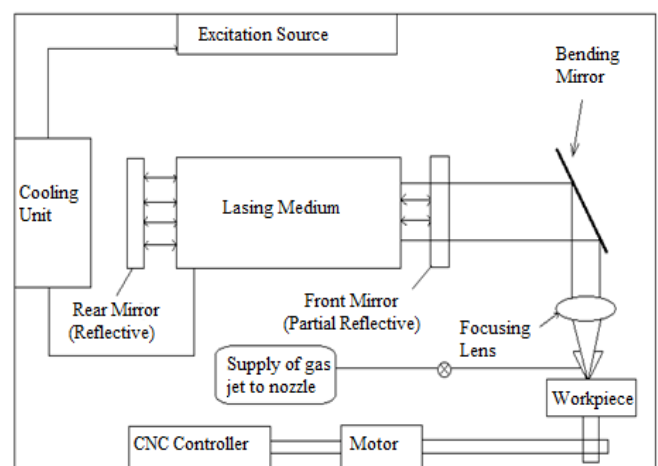 Excitation Source
Bending
Mirror
Cooling
Unit
Lasing Medium
Rear Mirror
(Reflective)
Front Mirror
(Partial Reflective)
Focusing
Lens
Supply of gas
jet to nozzle
Workpiece
CNC Controller
Motor